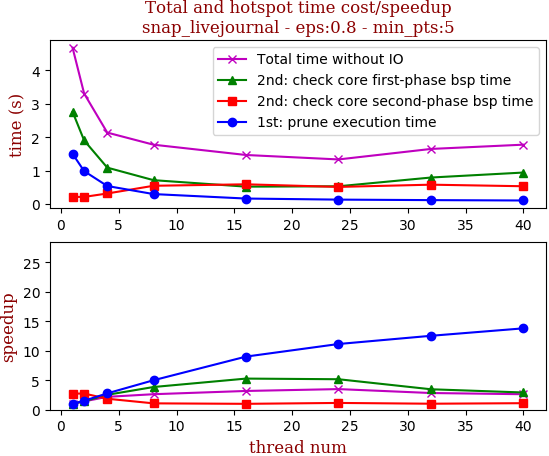 Total and hotspot time cost/speedup
snap_livejournal - eps:0.8 - min_pts:5
time (s)
4
3
2
1
0
Total time without IO
2nd: check core first-phase bsp time
2nd: check core second-phase bsp time
1st: prune execution time
0 5 10 15 20 25 30 35 40
speedup
25
20
15
10
5
0
0 5 10 15 20 25 30 35 40
thread num